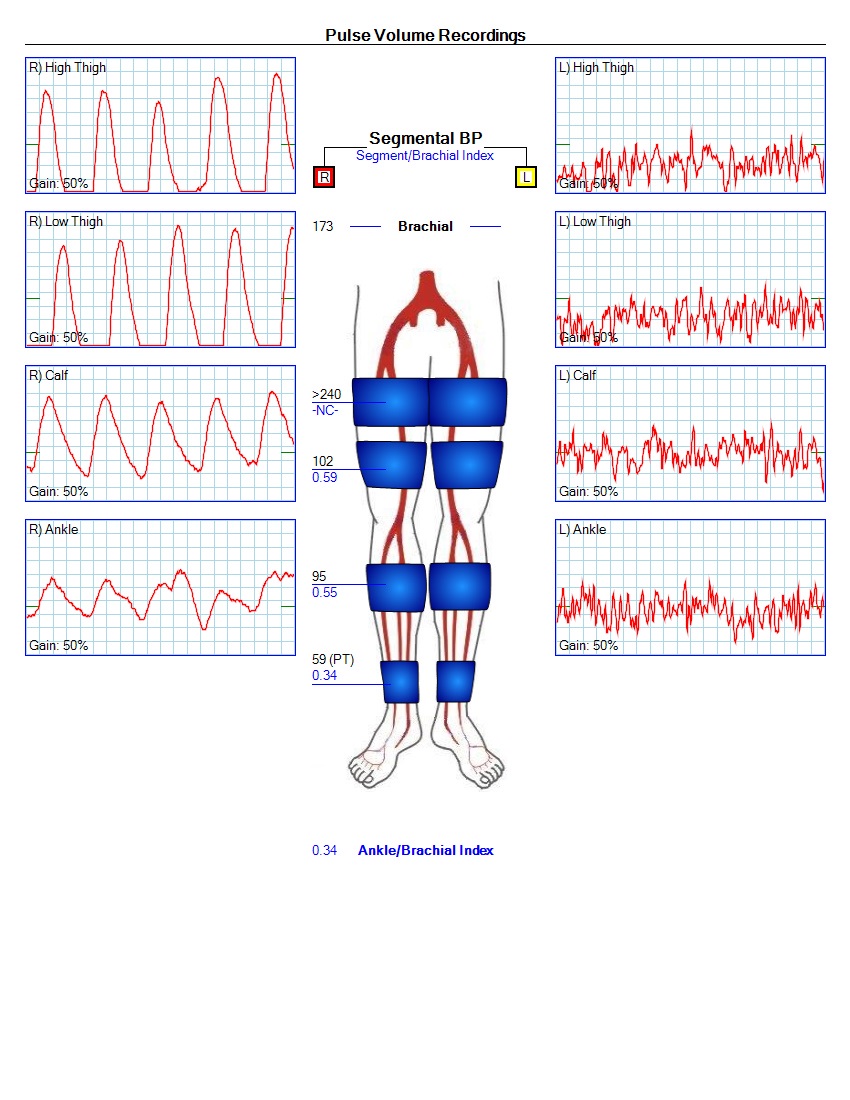 Pulse Volume Recordings
R) High Thigh
Gain: 50%
R) Low Thigh
Gain: 50%
R) Calf
Gain: 50%
R) Ankle
Gain: 50%
Segmental BP
Segment/Brachial Index
R
L
173
Brachial
>240
-NC-
102
0.59
95
0.55
59 (PT)
0.34
0.34
Ankle/Brachial Index
L) High Thigh
Gain: 50%
L) Low Thigh
Gain: 50%
L) Calf
Gain: 50%
L) Ankle
Gain: 50%